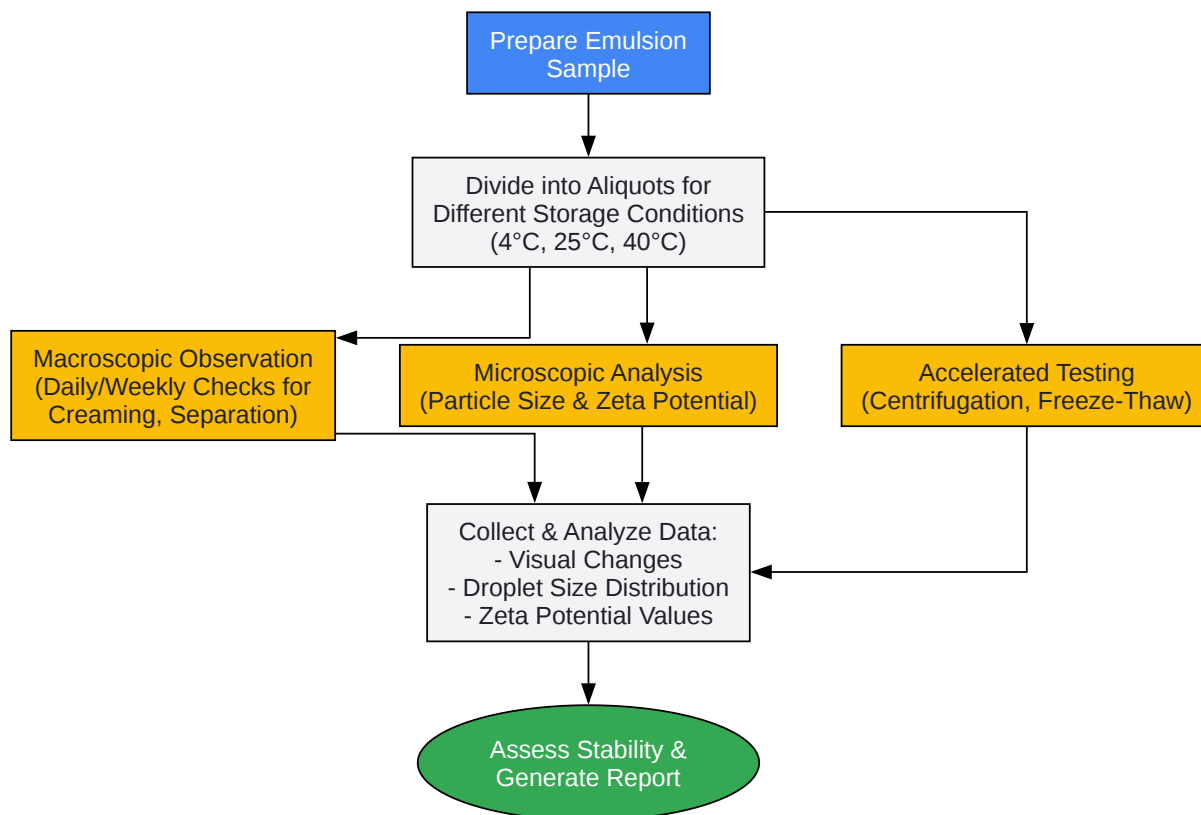 Prepare Emulsion
Sample
Divide into Aliquots for
Different Storage Conditions
(4°C, 25°C, 40°C)
Macroscopic Observation
(Daily/Weekly Checks for
Creaming, Separation)
Microscopic Analysis
(Particle Size & Zeta Potential)
Accelerated Testing
(Centrifugation, Freeze-Thaw)
Collect & Analyze Data:
- Visual Changes
- Droplet Size Distribution
- Zeta Potential Values
Assess Stability &
Generate Report